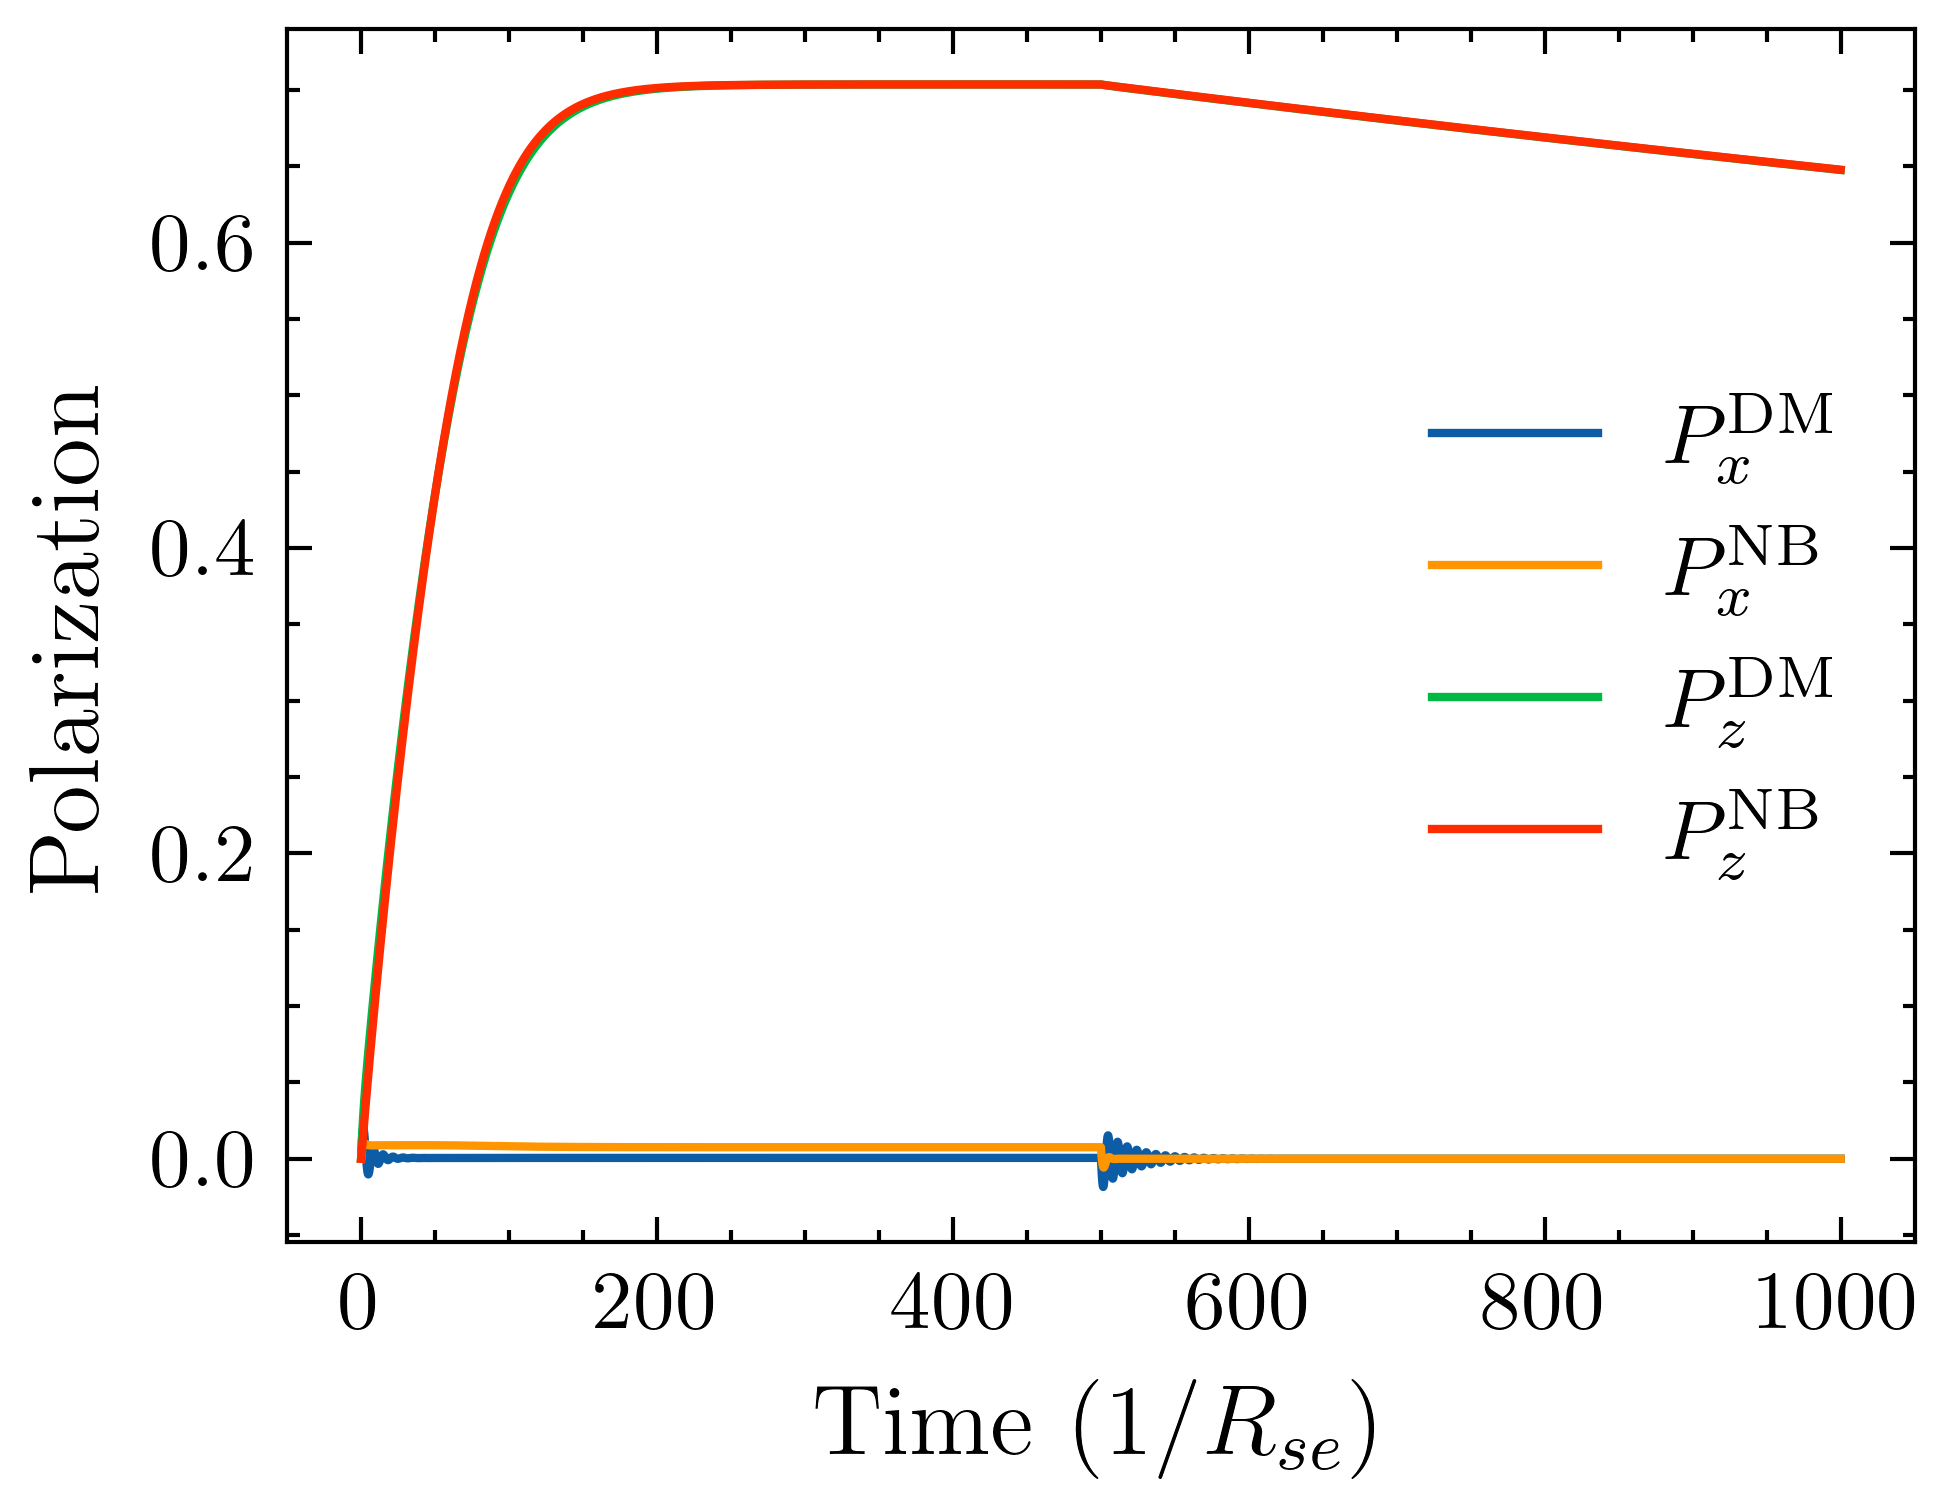 Polarization
0.6
0.4
0.2
0.0
P_x^DM
P_x^NB
P_z^DM
P_z^NB
0 200 400 600 800 1000
Time (1/R_se)